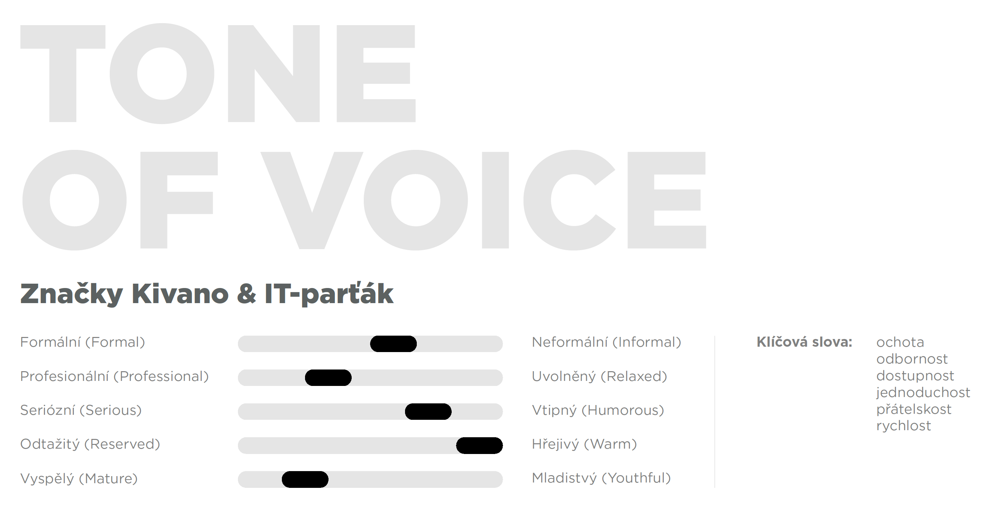 TONE
OF VOICE
Značky Kivano & IT-parťák
Formální (Formal)
Neformální (Informal)
Profesionální (Professional)
Uvolněný (Relaxed)
Seriózní (Serious)
Vtipný (Humorous)
Odtažitý (Reserved)
Hřejivý (Warm)
Vyspělý (Mature)
Mladistvý (Youthful)
Klíčová slova:
ochota
odbornost
dostupnost
jednoduchost
přátelskost
rychlost